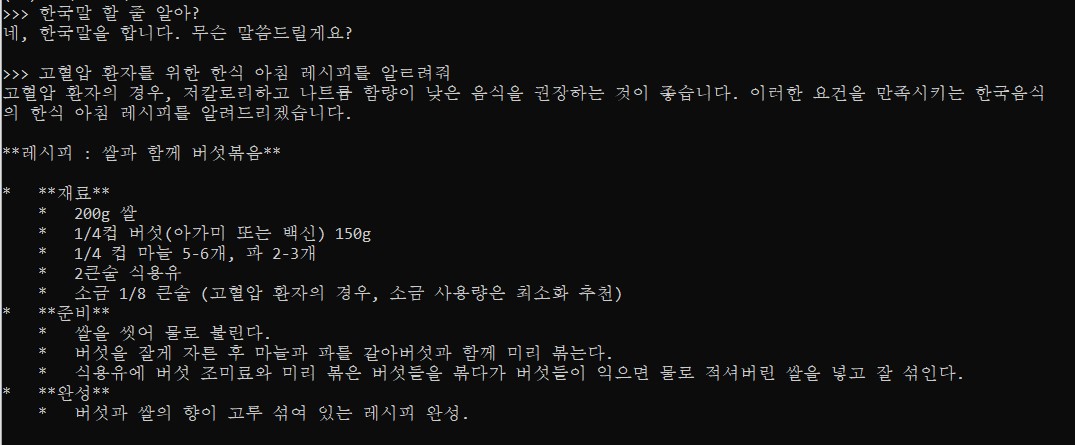 >>> 한국말 할 줄 알아?
네, 한국말을 합니다. 무슨 말씀드릴게요?
>>> 고혈압 환자를 위한 한식 아침 레시피를 알르려줘
고혈압 환자의 경우, 저칼로리하고 나트륨 함량이 낮은 음식을 권장하는 것이 좋습니다. 이러한 요건을 만족시키는 한국음식
의 한식 아침 레시피를 알려드리겠습니다.
**레시피 : 쌀과 함께 버섯볶음**
*   **재료**
    *   200g 쌀
    *   1/4컵 버섯(아가미 또는 백신) 150g
    *   1/4 컵 마늘 5-6개, 파 2-3개
    *   2큰술 식용유
    *   소금 1/8 큰술 (고혈압 환자의 경우, 소금 사용량은 최소화 추천)
*   **준비**
    *   쌀을 씻어 물로 불린다.
    *   버섯을 잘게 자른 후 마늘과 파를 갈아버섯과 함께 미리 볶는다.
    *   식용유에 버섯 조미료와 미리 볶은 버섯들을 볶다가 버섯들이 익으면 물로 적셔버린 쌀을 넣고 잘 섞인다.
*   **완성**
    *   버섯과 쌀의 향이 고루 섞여 있는 레시피 완성.